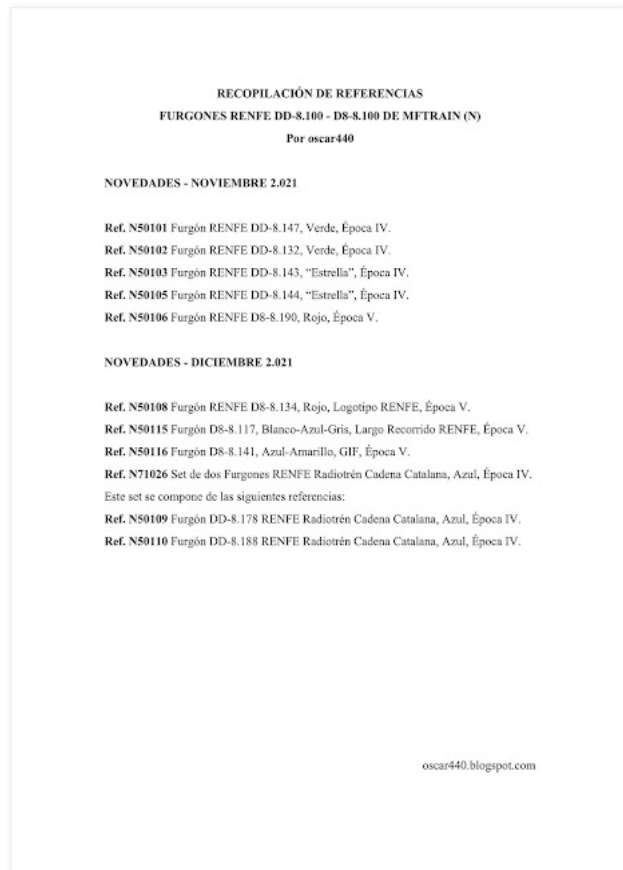 RECOPILACIÓN DE REFERENCIAS
FURGONES RENFE DD-8.100 - D8-8.100 DE MFTRAIN (N)
Por oscar440
NOVEDADES - NOVIEMBRE 2.021
Ref. N50101 Furgón RENFE DD-8.147, Verde, Época IV.
Ref. N50102 Furgón RENFE DD-8.132, Verde, Época IV.
Ref. N50103 Furgón RENFE DD-8.143, “Estrella”, Época IV.
Ref. N50105 Furgón RENFE DD-8.144, “Estrella”, Época IV.
Ref. N50106 Furgón RENFE D8-8.190, Rojo, Época V.
NOVEDADES - DICIEMBRE 2.021
Ref. N50108 Furgón RENFE D8-8.134, Rojo, Logotipo RENFE, Época V.
Ref. N50115 Furgón D8-8.117, Blanco-Azul-Gris, Largo Recorrido RENFE, Época V.
Ref. N50116 Furgón D8-8.141, Azul-Amarillo, GIF, Época V.
Ref. N71026 Set de dos Furgones RENFE Radiotrén Cadena Catalana, Azul, Época IV.
Este set se compone de las siguientes referencias:
Ref. N50109 Furgón DD-8.178 RENFE Radiotrén Cadena Catalana, Azul, Época IV.
Ref. N50110 Furgón DD-8.188 RENFE Radiotrén Cadena Catalana, Azul, Época IV.
oscar440.blogspot.com